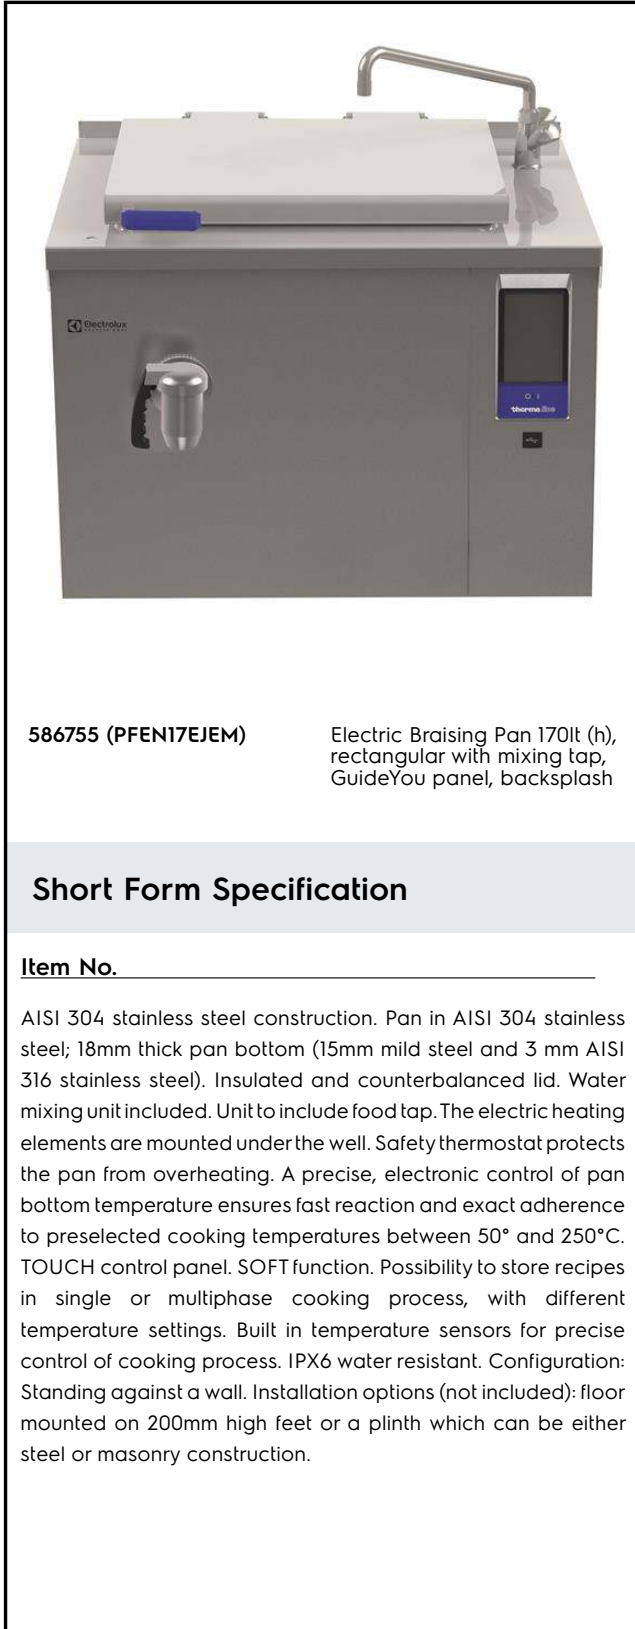 Electrolux
PROFESSIONAL
O I
thermaline
586755 (PFEN17EJEM)
Electric Braising Pan 170lt (h),
rectangular with mixing tap,
GuideYou panel, backsplash
Short Form Specification
Item No.
AISI 304 stainless steel construction. Pan in AISI 304 stainless
steel; 18mm thick pan bottom (15mm mild steel and 3 mm AISI
316 stainless steel). Insulated and counterbalanced lid. Water
mixing unit included. Unit to include food tap. The electric heating
elements are mounted under the well. Safety thermostat protects
the pan from overheating. A precise, electronic control of pan
bottom temperature ensures fast reaction and exact adherence
to preselected cooking temperatures between 50° and 250°C.
TOUCH control panel. SOFT function. Possibility to store recipes
in single or multiphase cooking process, with different
temperature settings. Built in temperature sensors for precise
control of cooking process. IPX6 water resistant. Configuration:
Standing against a wall. Installation options (not included): floor
mounted on 200mm high feet or a plinth which can be either
steel or masonry construction.